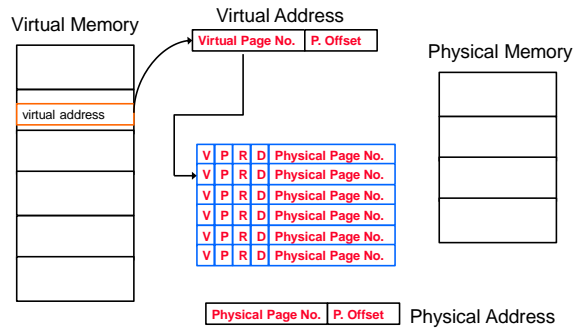 Virtual Memory
Virtual Address
Virtual Page No. P. Offset
Physical Memory
virtual address
V P R D Physical Page No.
V P R D Physical Page No.
V P R D Physical Page No.
V P R D Physical Page No.
V P R D Physical Page No.
V P R D Physical Page No.
Physical Page No. P. Offset
Physical Address